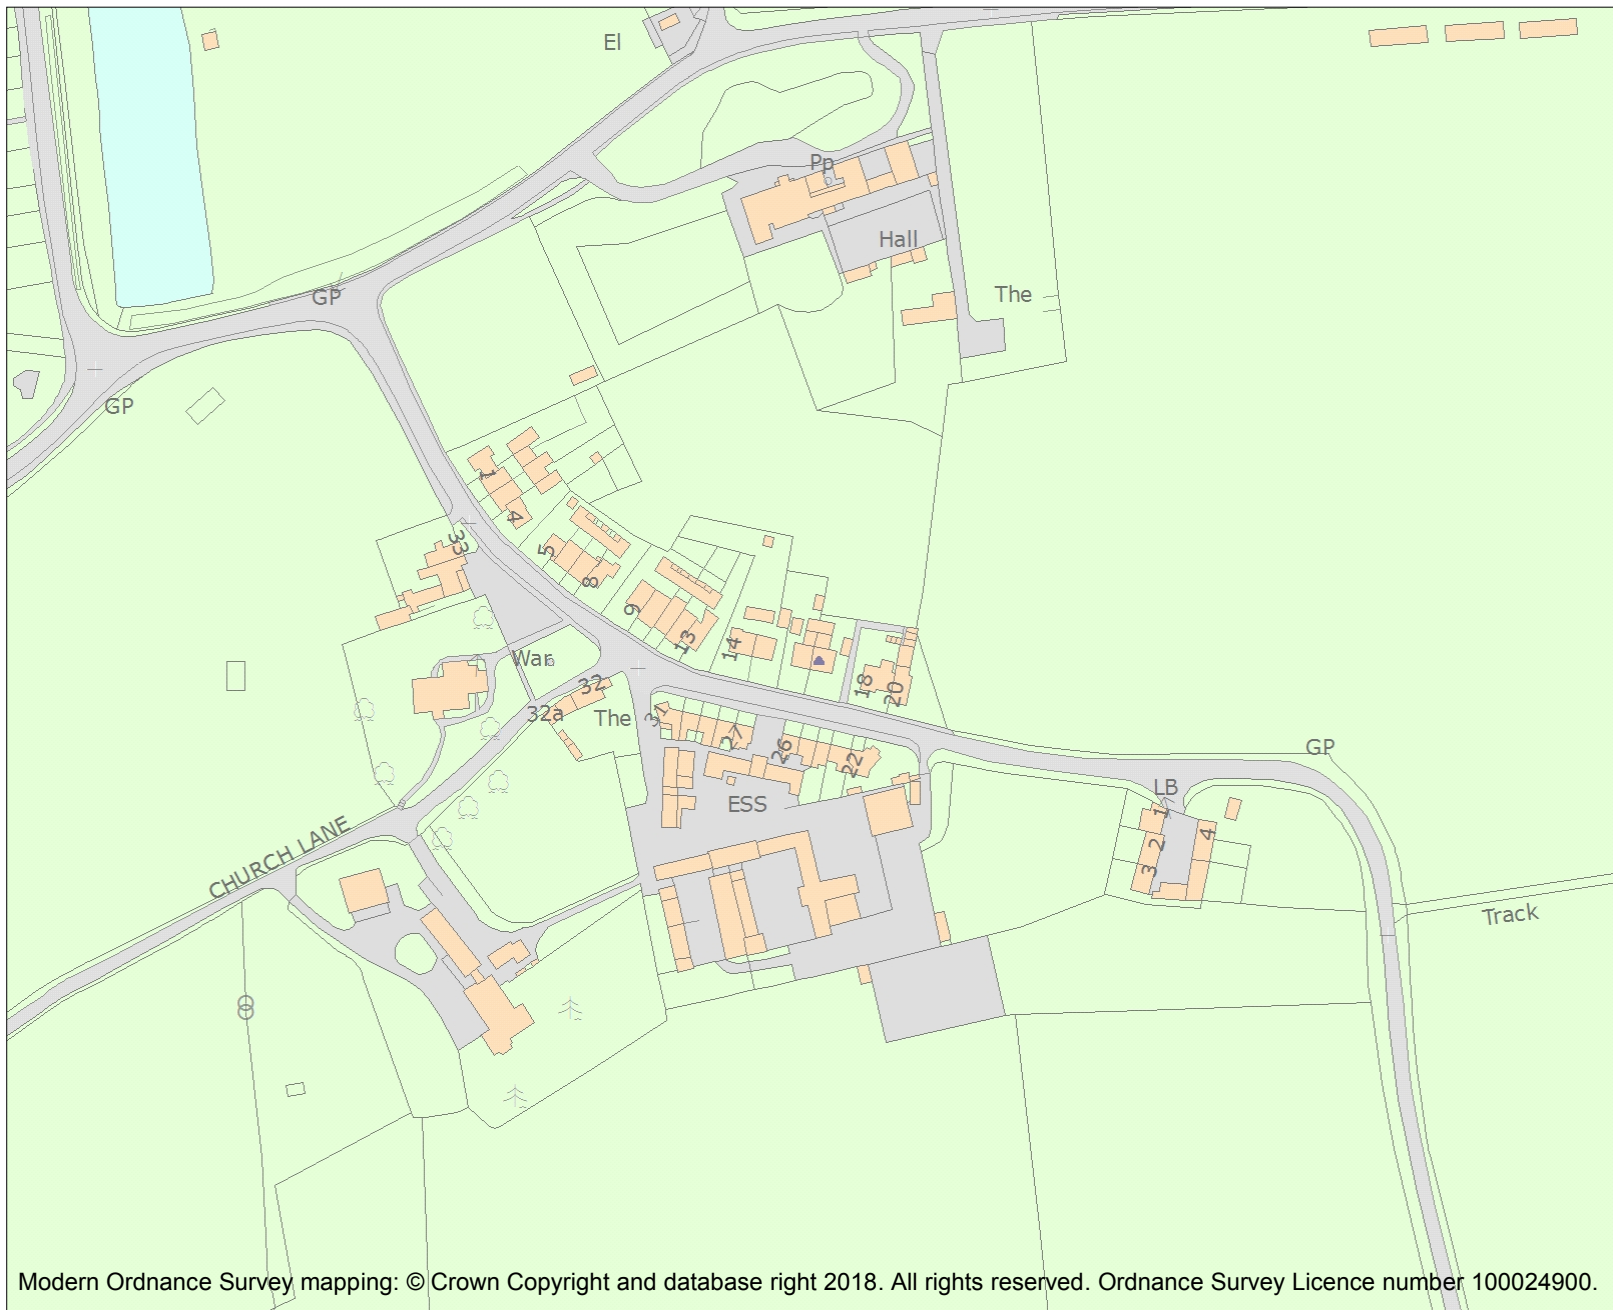 El
Pp
Hall
The
GP
GP
1
4
33
5
8
9
13
14
War
18
20
32
32a
The
31
27
26
22
GP
ESS
LB
1
2
3
4
CHURCH LANE
Track
Modern Ordnance Survey mapping: © Crown Copyright and database right 2018. All rights reserved. Ordnance Survey Licence number 100024900.